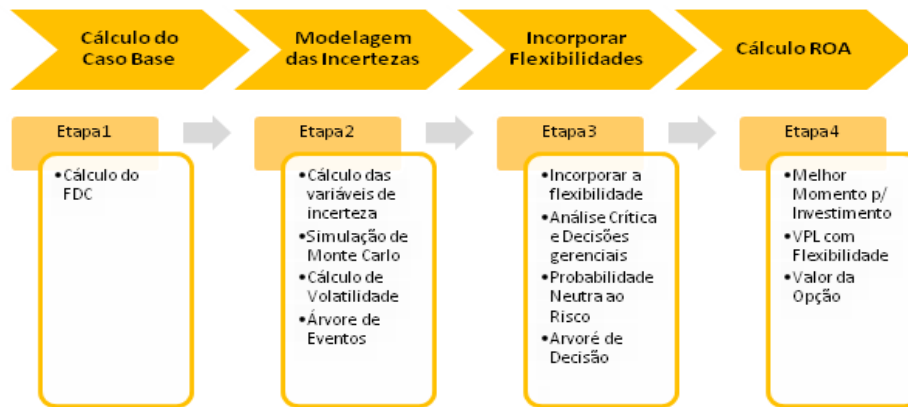 Cálculo do
Caso Base
Modelagem
das Incertezas
Incorporar
Flexibilidades
Cálculo ROA
Etapa1
•Cálculo do
FDC
Etapa2
•Cálculo das
variáveis de
incerteza
•Simulação de
Monte Carlo
•Cálculo de
Volatilidade
•Árvore de
Eventos
Etapa3
•Incorporar a
flexibilidade
•Análise Crítica
e Decisões
gerenciais
•Probabilidade
Neutra ao
Risco
•Arvoré de
Decisão
Etapa4
•Melhor
Momento p/
Investimento
•VPL com
Flexibilidade
•Valor da
Opção